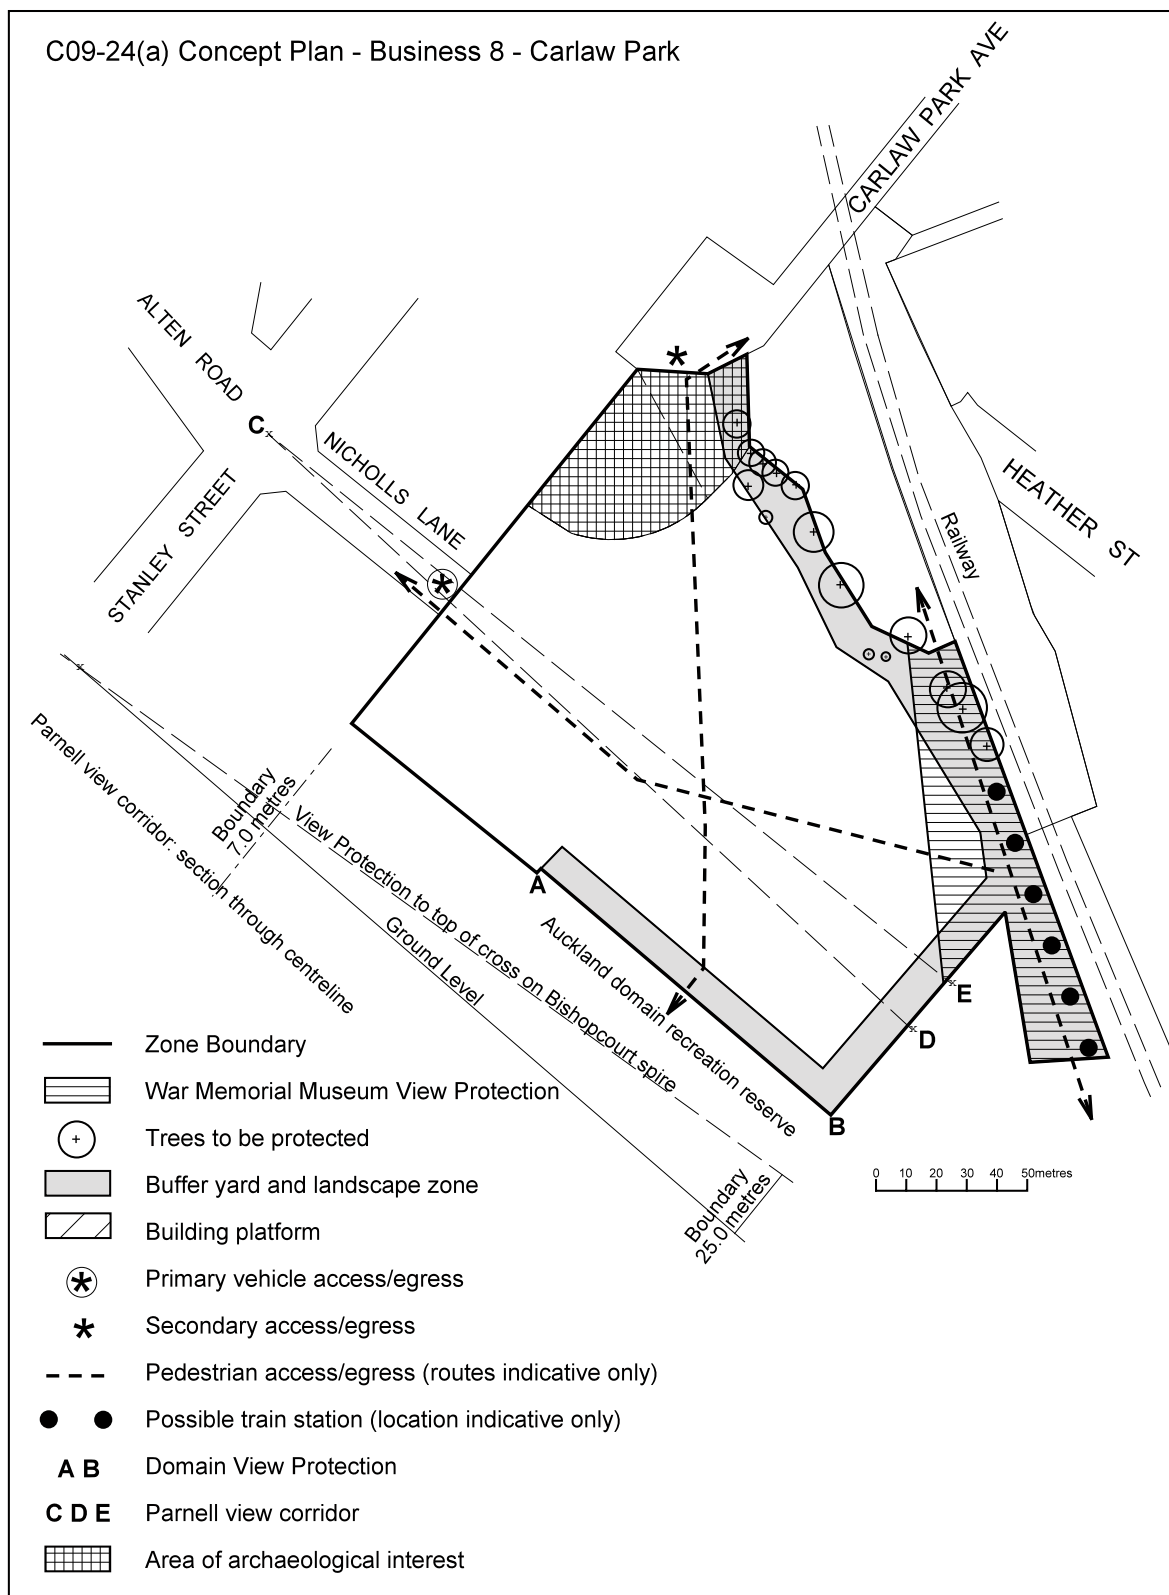 C09-24(a) Concept Plan - Business 8 - Carlaw Park
CARLAW PARK AVE
ALTEN ROAD
C
NICHOLLS LANE
STANLEY STREET
HEATHER ST
Railway
Parnell view corridor: section through centreline
Boundary
7.0 metres
View Protection to top of cross on Bishopcourt spire
Ground Level
A
Auckland domain recreation reserve
E
D
B
Boundary
25.0 metres
0 10 20 30 40 50metres
Zone Boundary
War Memorial Museum View Protection
Trees to be protected
Buffer yard and landscape zone
Building platform
Primary vehicle access/egress
Secondary access/egress
Pedestrian access/egress (routes indicative only)
Possible train station (location indicative only)
A B Domain View Protection
C D E Parnell view corridor
Area of archaeological interest